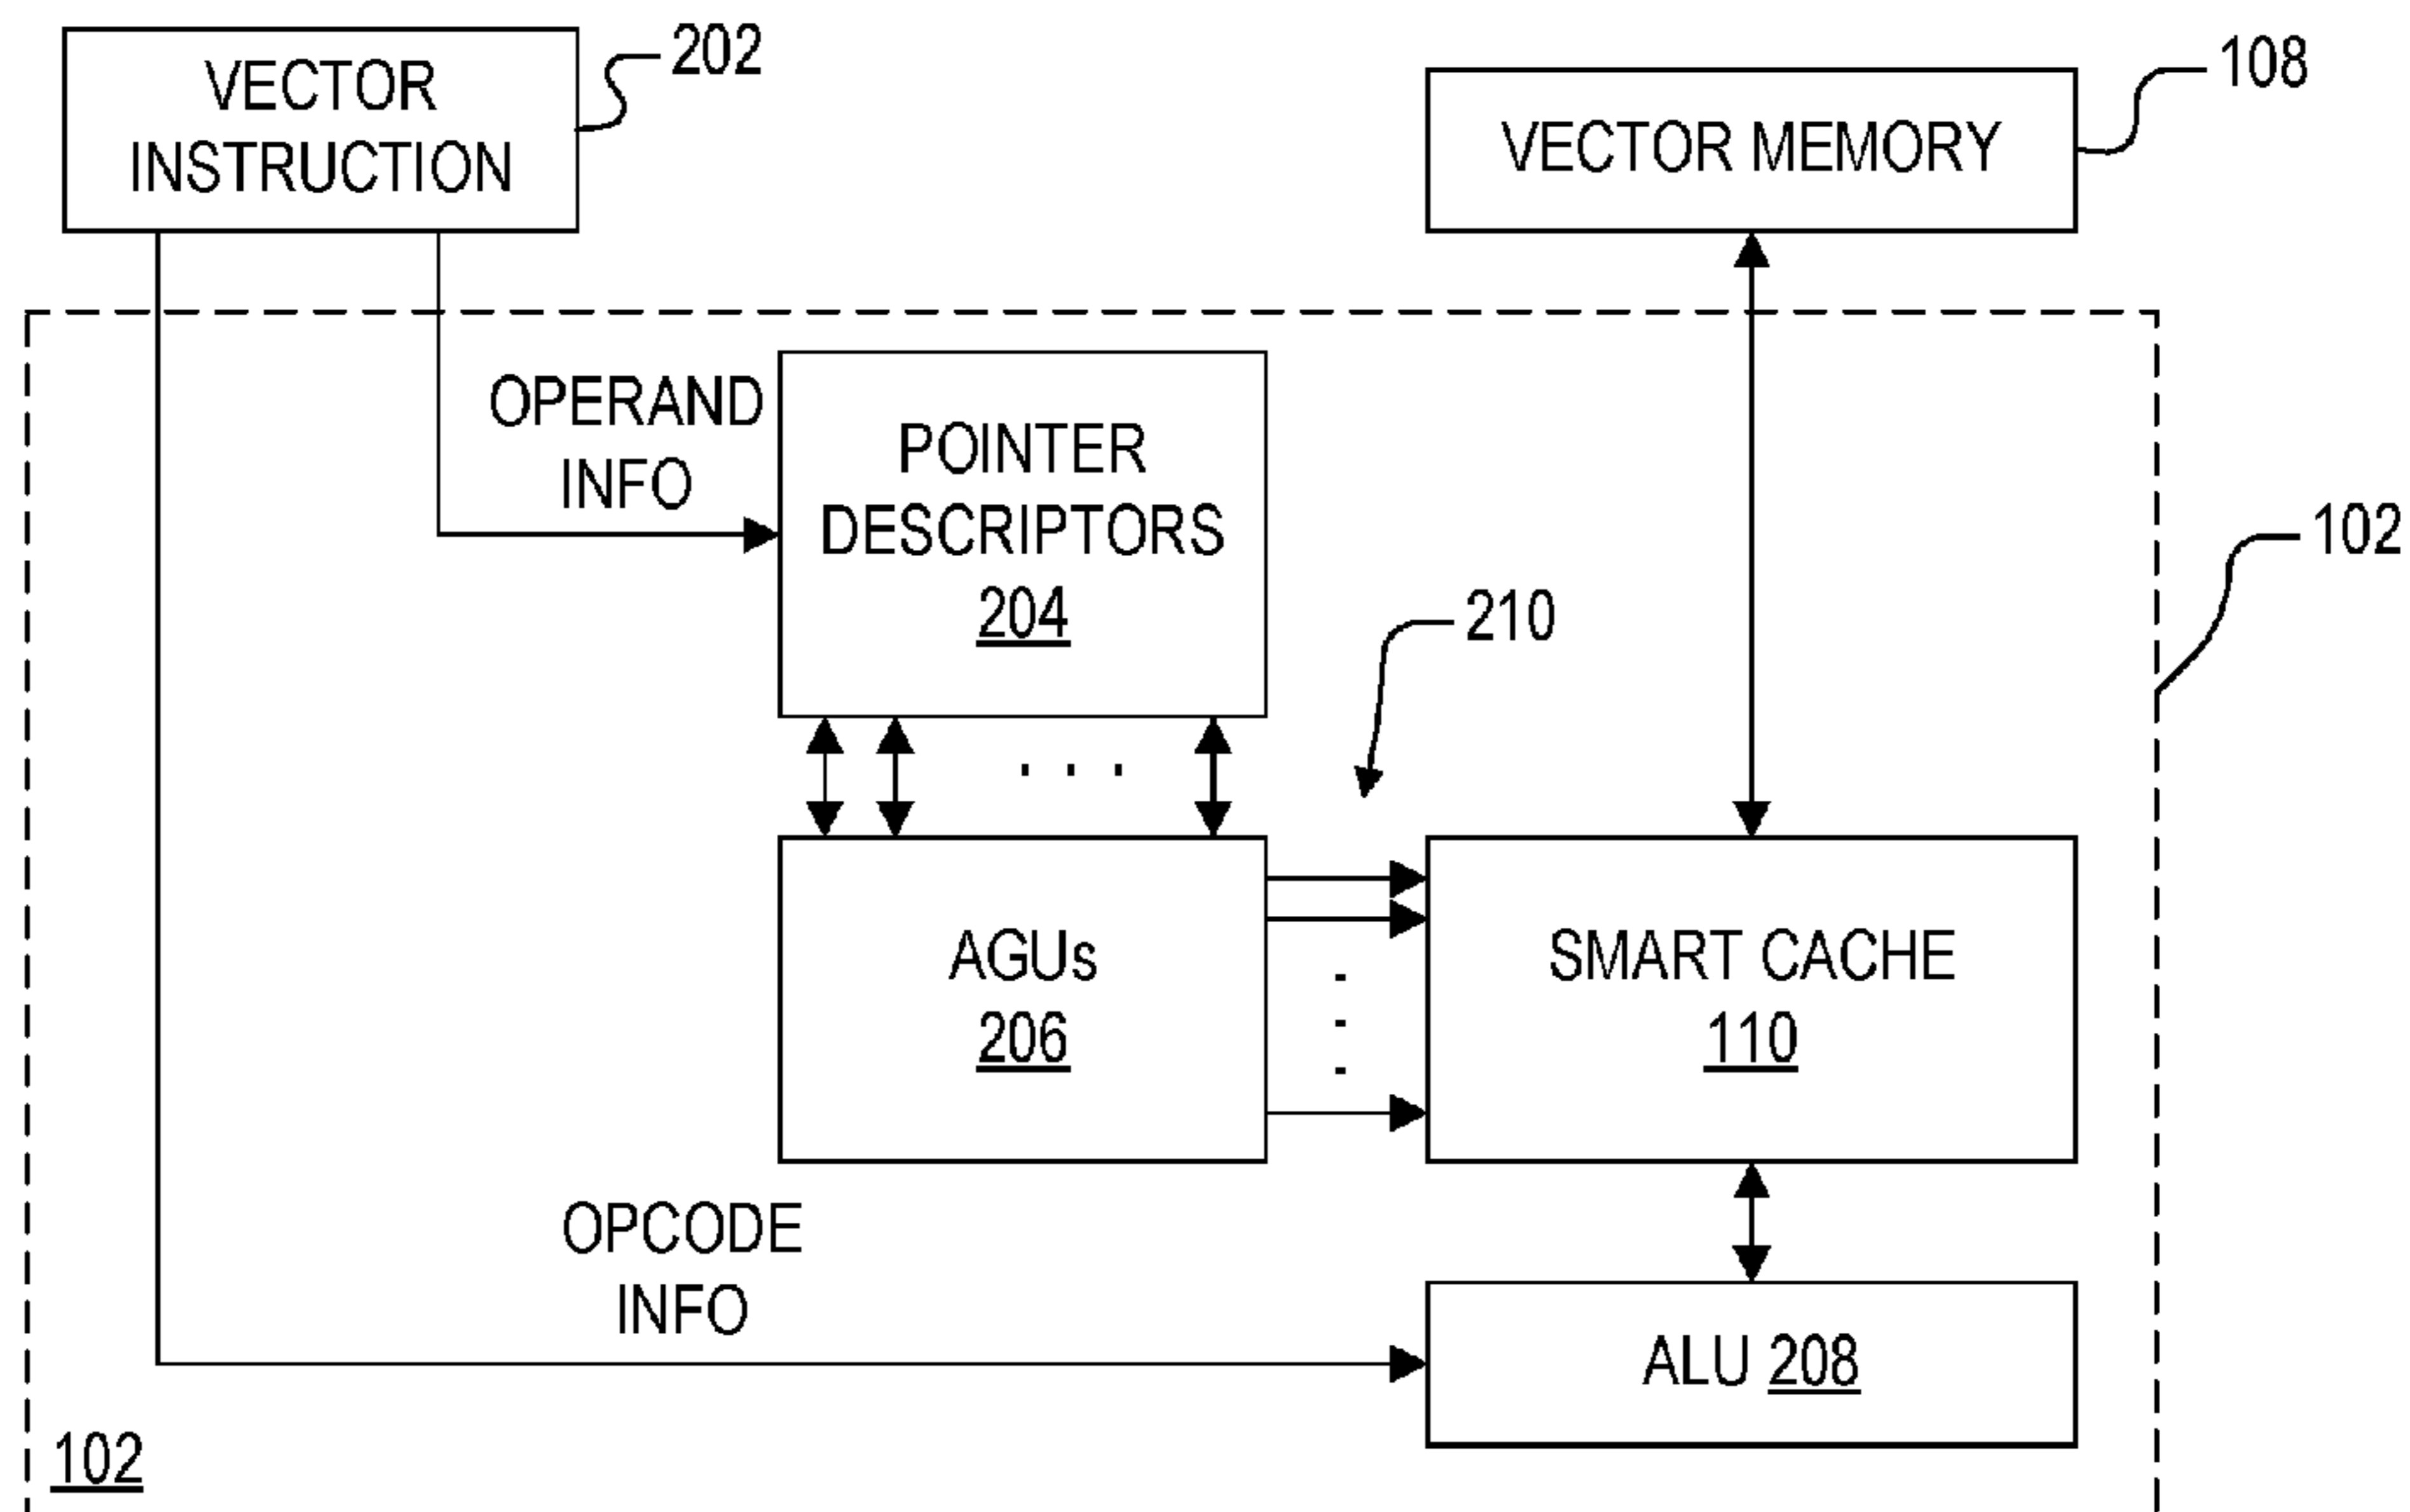 VECTOR
INSTRUCTION
202
VECTOR MEMORY
108
OPERAND
INFO
POINTER
DESCRIPTORS
204
102
210
AGUs
206
SMART CACHE
110
OPCODE
INFO
ALU 208
102